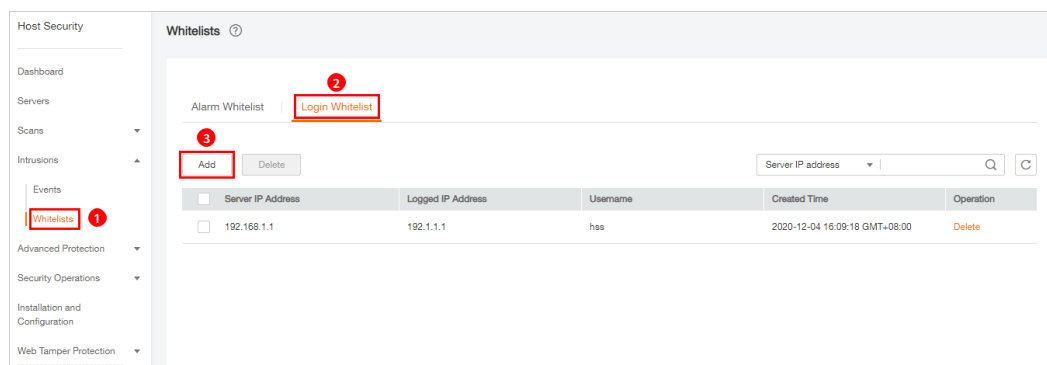 Host Security
Whitelists ?
Dashboard
Servers
Scans
Intrusions
Events
Whitelists 1
Advanced Protection
Security Operations
Installation and
Configuration
Web Tamper Protection
2
Alarm Whitelist Login Whitelist
3
Add Delete Server IP address
Server IP Address Logged IP Address Username Created Time Operation
192.168.1.1 192.1.1.1 hss 2020-12-04 16:09:18 GMT+08:00 Delete